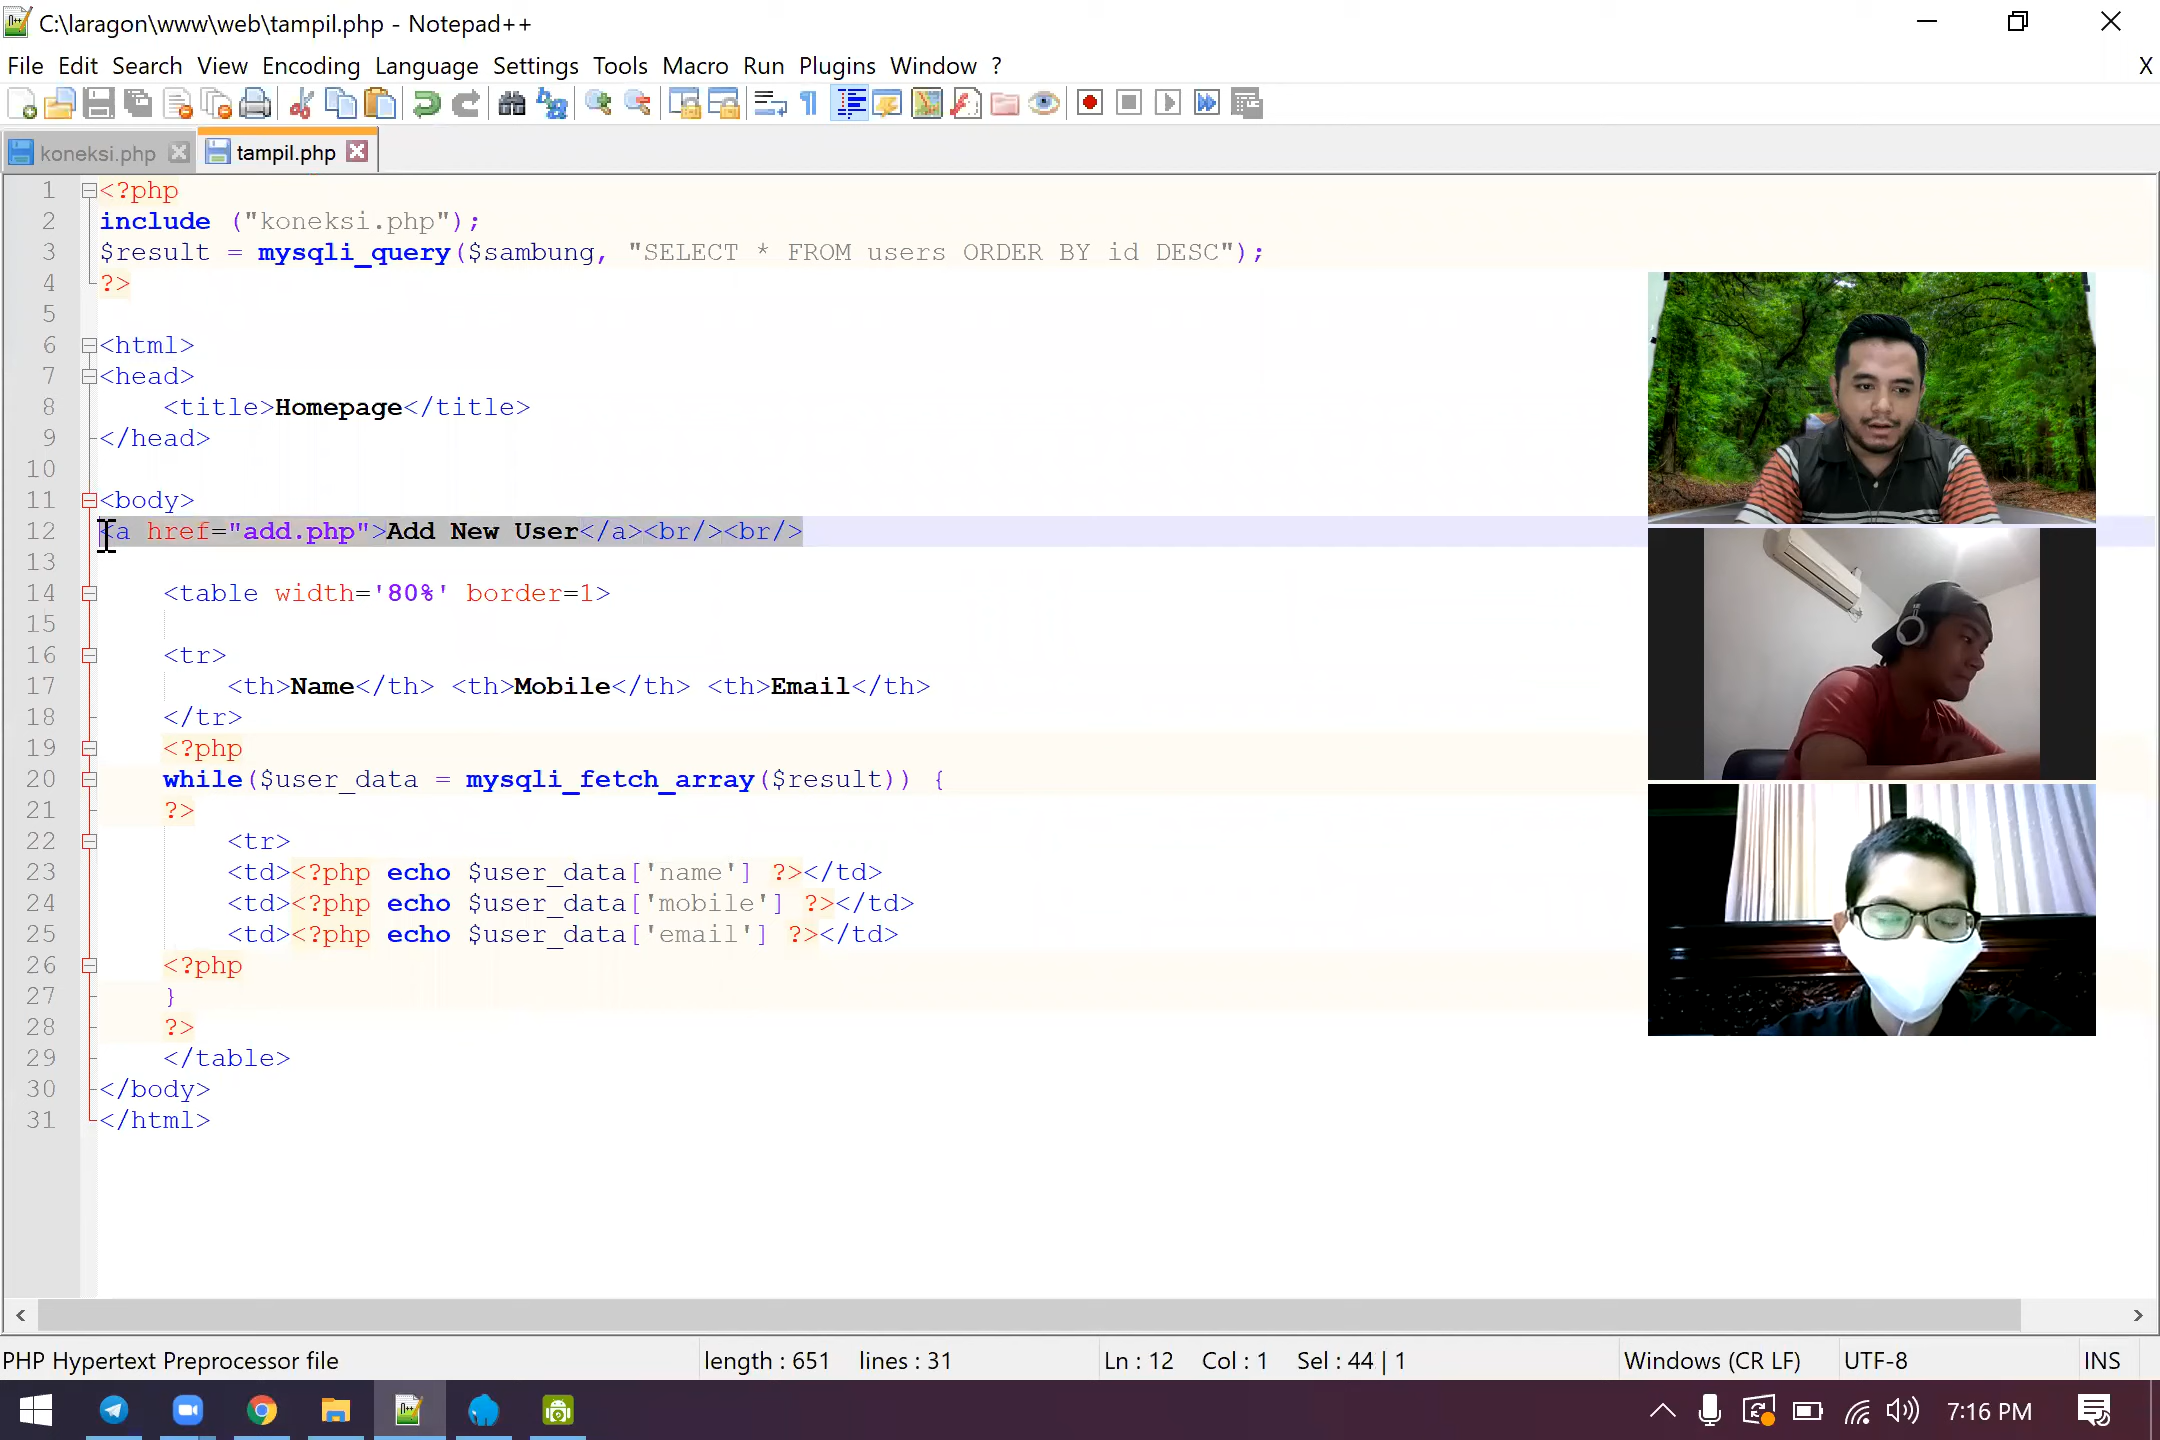 C:\laragon\www\web\tampil.php - Notepad++
File Edit Search View Encoding Language Settings Tools Macro Run Plugins Window ? X
koneksi.php tampil.php
1 <?php
2 include ("koneksi.php");
3 $result = mysqli_query($sambung, "SELECT * FROM users ORDER BY id DESC");
4 ?>
5
6 <html>
7 <head>
8 <title>Homepage</title>
9 </head>
10
11 <body>
12 <a href="add.php">Add New User</a><br/><br/>
13
14 <table width='80%' border=1>
15
16 <tr>
17 <th>Name</th> <th>Mobile</th> <th>Email</th>
18 </tr>
19 <?php
20 while($user_data = mysqli_fetch_array($result)) {
21 ?>
22 <tr>
23 <td><?php echo $user_data['name'] ?></td>
24 <td><?php echo $user_data['mobile'] ?></td>
25 <td><?php echo $user_data['email'] ?></td>
26 <?php
27 }
28 ?>
29 </table>
30 </body>
31 </html>
PHP Hypertext Preprocessor file length : 651 lines : 31 Ln : 12 Col : 1 Sel : 44 | 1 Windows (CR LF) UTF-8 INS
7:16 PM